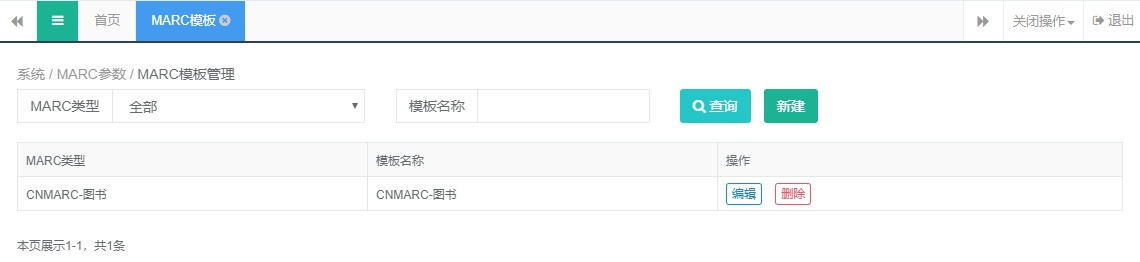 首页 MARC模板 关闭操作 退出
系统 / MARC参数 / MARC模板管理
MARC类型 全部 模板名称 查询 新建
MARC类型 模板名称 操作
CNMARC-图书 CNMARC-图书 编辑 删除
本页展示1-1，共1条